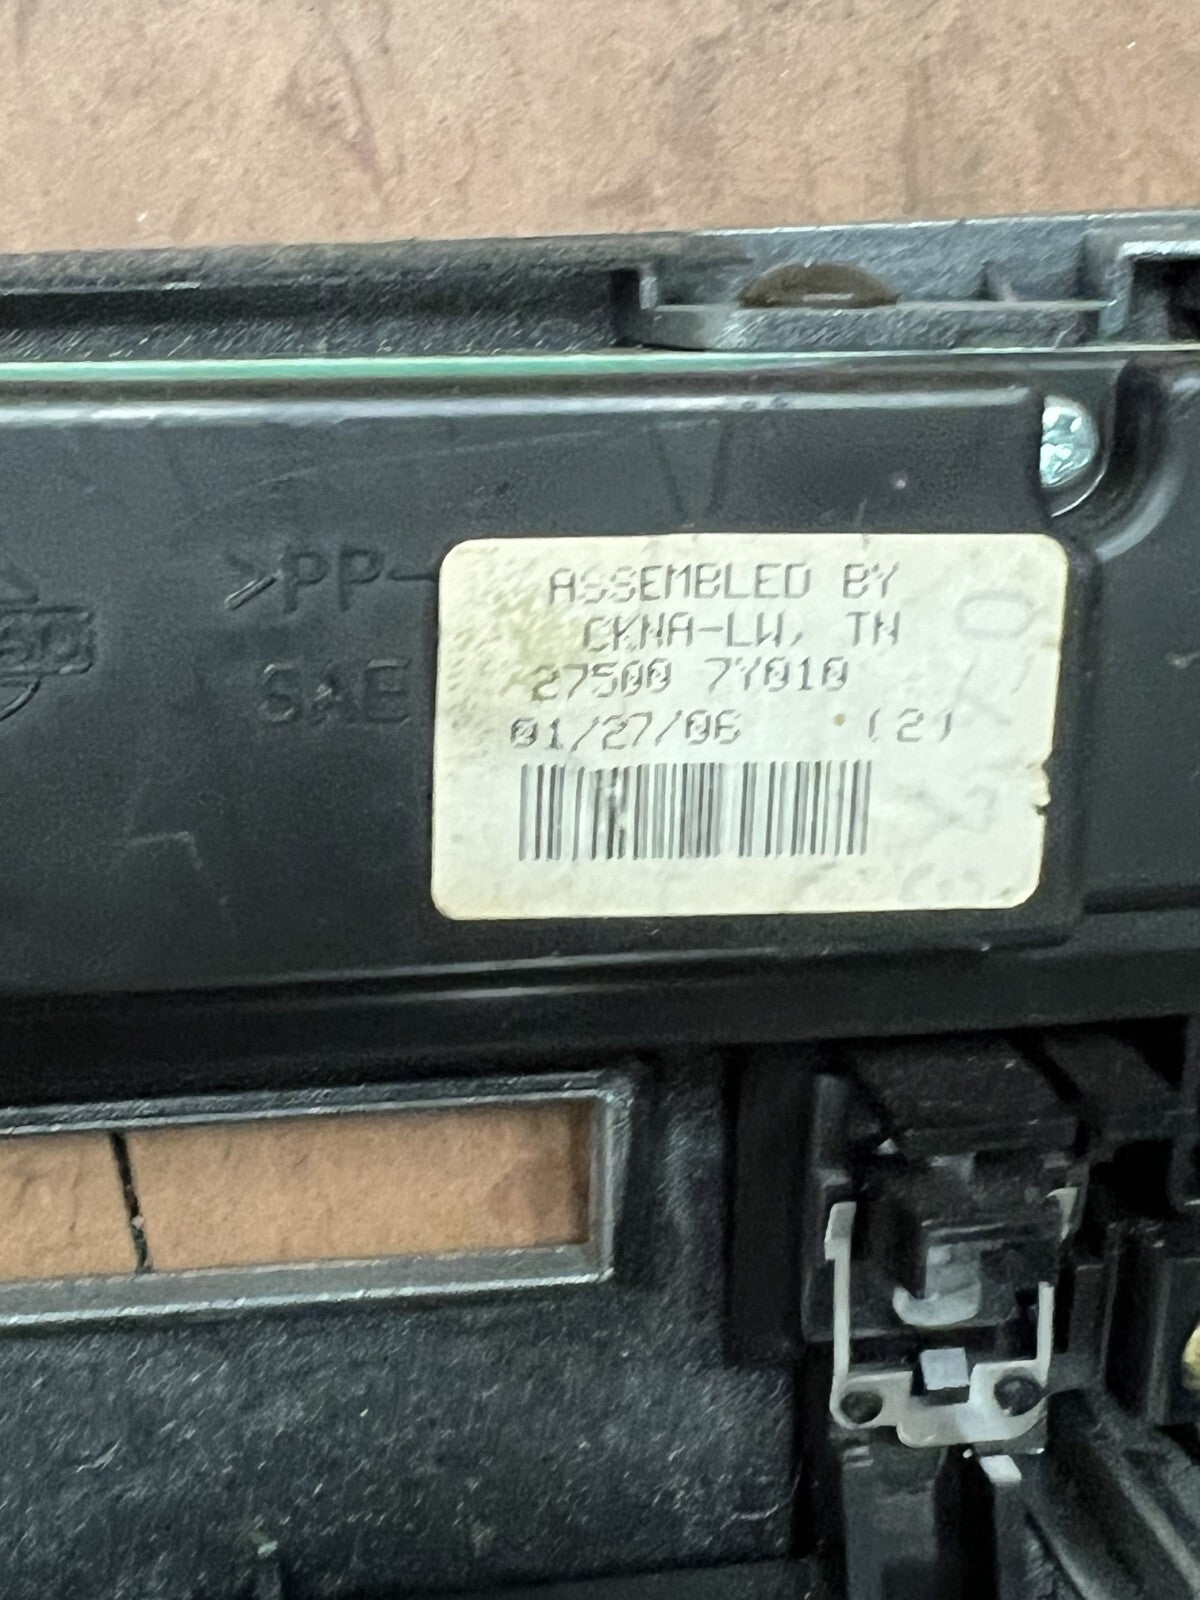 >PP-
SAE
ASSEMBLED BY
CKNA-LW, TN
27500 7Y010
01/27/06 (2)